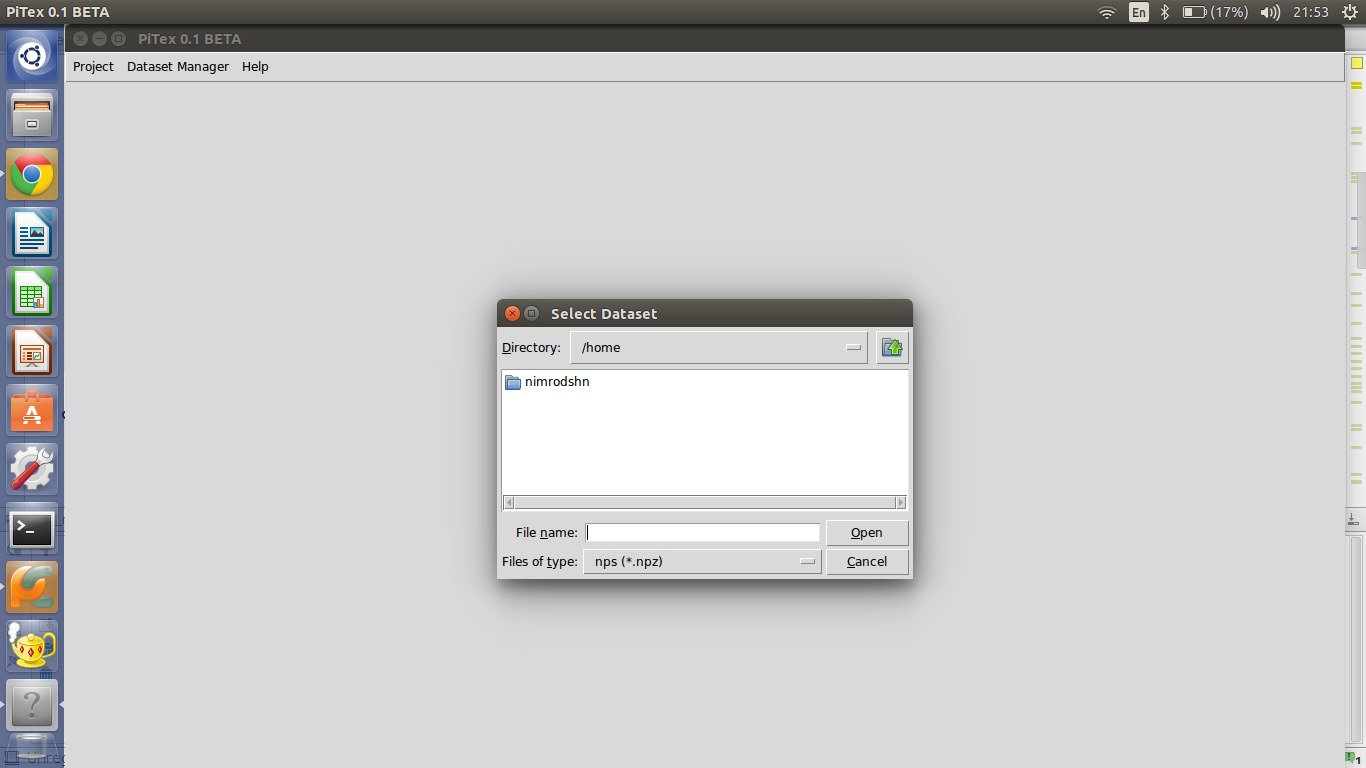 PiTex 0.1 BETA
En (17%) 21:53
PiTex 0.1 BETA
Project Dataset Manager Help
Select Dataset
Directory: /home
nimrodshn
File name: Open
Files of type: nps (*.npz) Cancel
1